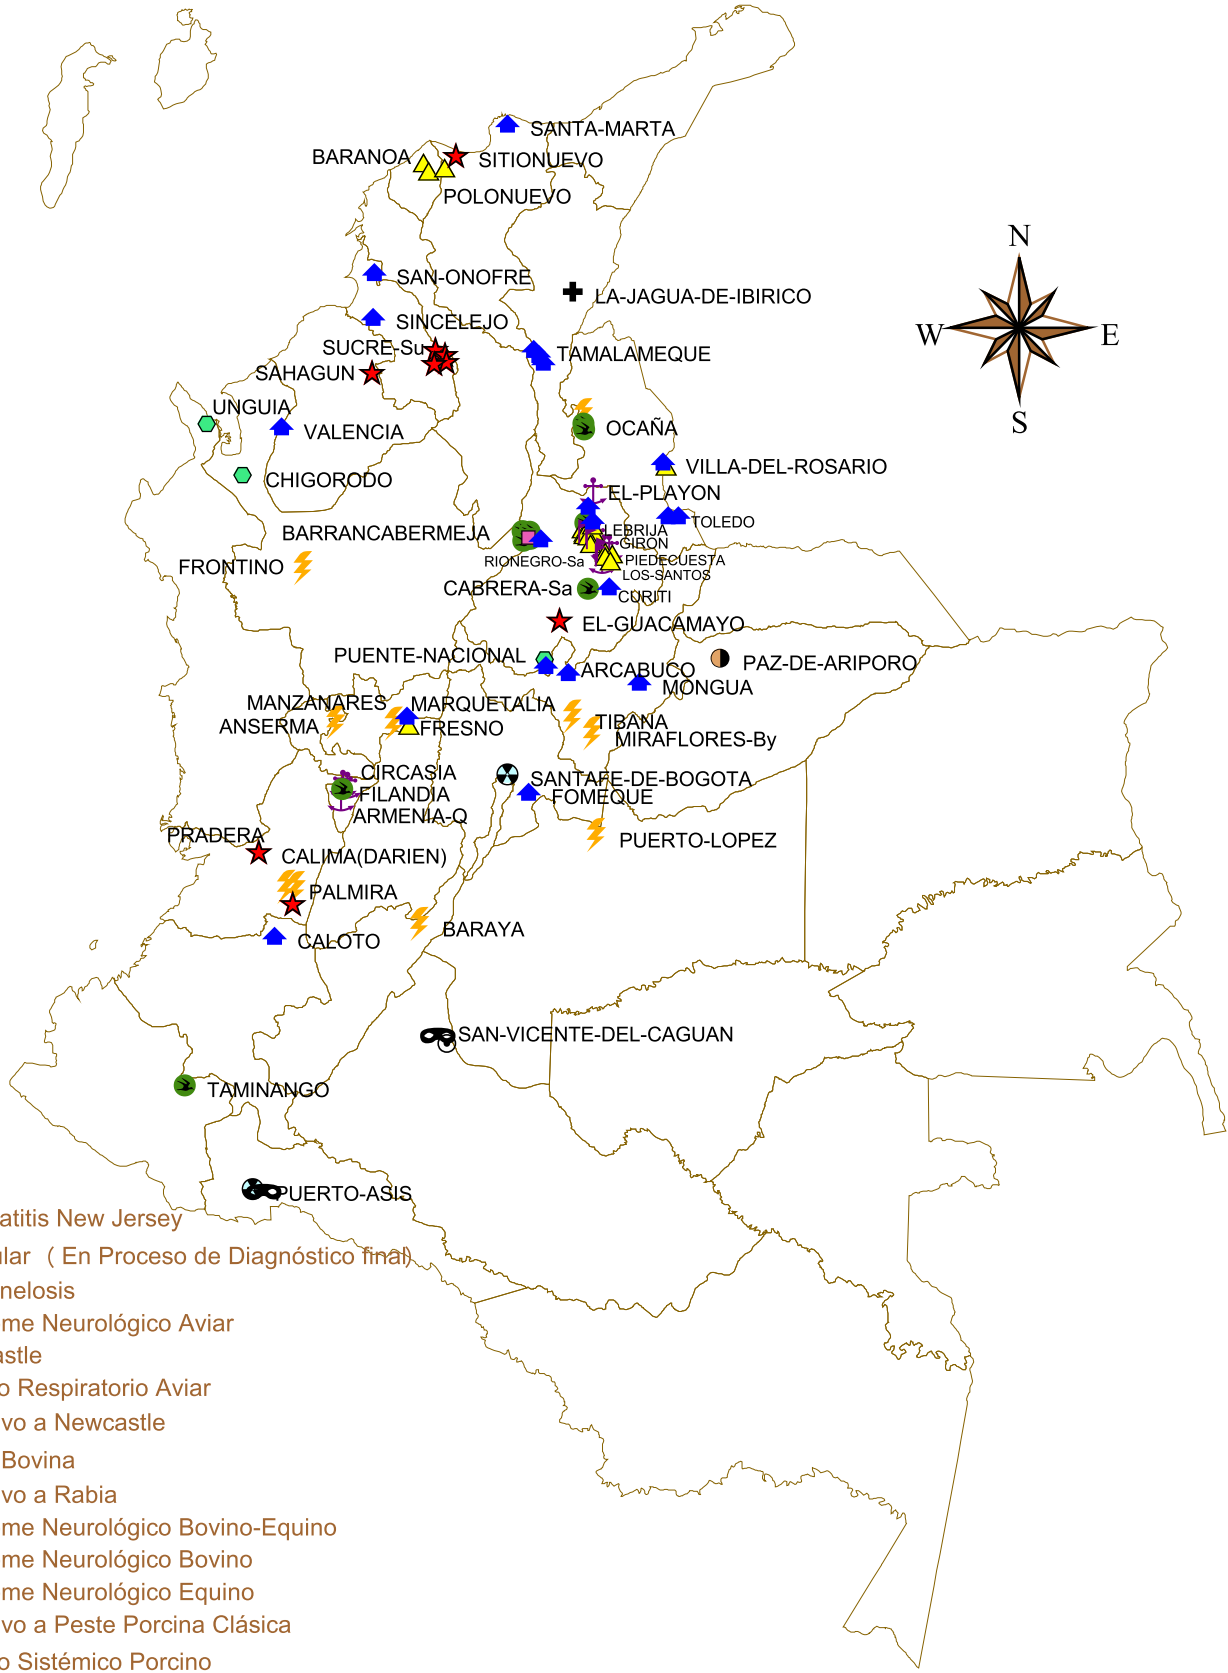 SANTA-MARTA
BARANOA
SITIONUEVO
POLONUEVO
N
SAN-ONOFRE
LA-JAGUA-DE-IBIRICO
SINCELEJO
W
E
SUCRE-Su
TAMALAMEQUE
SAHAGUN
UNGUIA
S
VALENCIA
OCAÑA
VILLA-DEL-ROSARIO
CHIGORODO
EL-PLAYON
TOLEDO
BARRANCABERMEJA
LEBRIJA
GIRON
RIONEGRO-Sa
PIEDECUESTA
FRONTINO
LOS-SANTOS
CABRERA-Sa
CURITI
EL-GUACAMAYO
PUENTE-NACIONAL
PAZ-DE-ARIPORO
ARCABUCO
MONGUA
MANZANARES
MARQUETALIA
ANSERMA
FRESNO
TIBANA
MIRAFLORES-By
CIRCASIA
SANTAFE-DE-BOGOTA
FILANDIA
FOMEQUE
ARMENIA-Q
PRADERA
PUERTO-LOPEZ
CALIMA(DARIEN)
PALMIRA
BARAYA
CALOTO
SAN-VICENTE-DEL-CAGUAN
TAMINANGO
PUERTO-ASIS
atitis New Jersey
ular ( En Proceso de Diagnóstico final)
nelosis
me Neurológico Aviar
astle
o Respiratorio Aviar
vo a Newcastle
Bovina
vo a Rabia
me Neurológico Bovino-Equino
me Neurológico Bovino
me Neurológico Equino
vo a Peste Porcina Clásica
o Sistémico Porcino